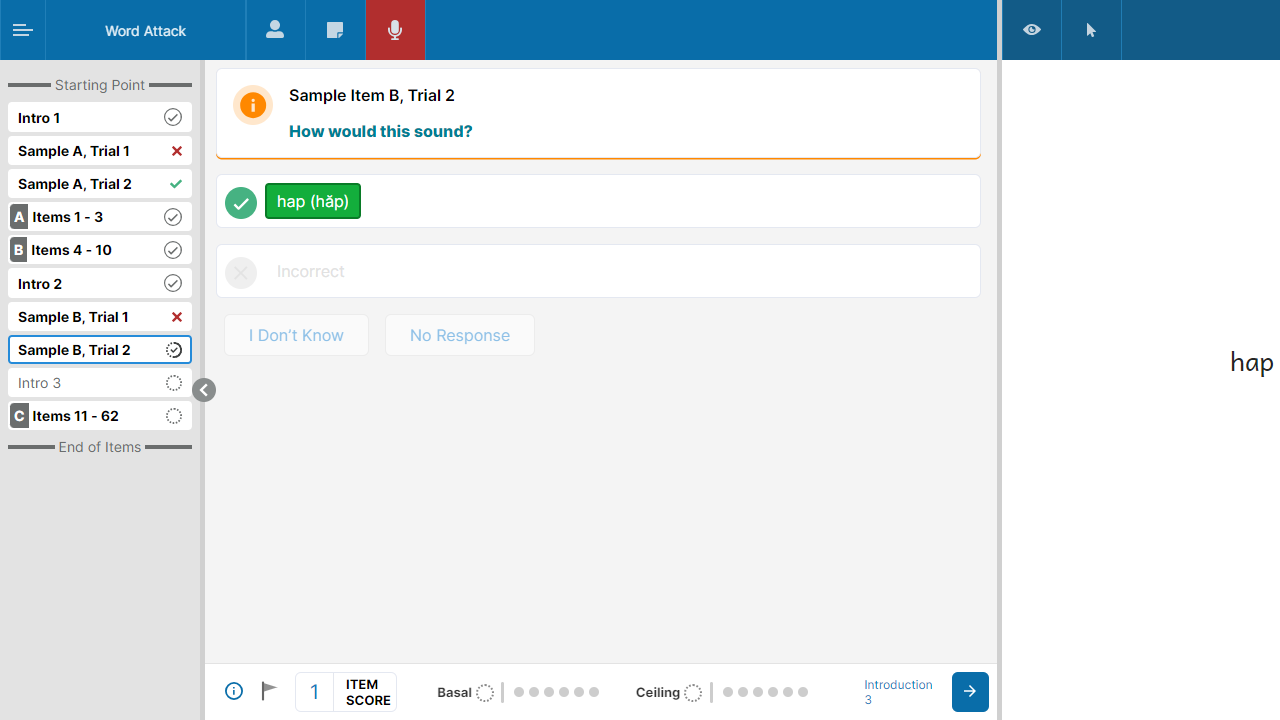 Word Attack
Starting Point
Intro 1
Sample A, Trial 1
Sample A, Trial 2
A Items 1 - 3
B Items 4 - 10
Intro 2
Sample B, Trial 1
Sample B, Trial 2
Intro 3
C Items 11 - 62
End of Items
Sample Item B, Trial 2
How would this sound?
hap (hăp)
Incorrect
I Don’t Know
No Response
1
ITEM
SCORE
Basal
Ceiling
Introduction
3
hap